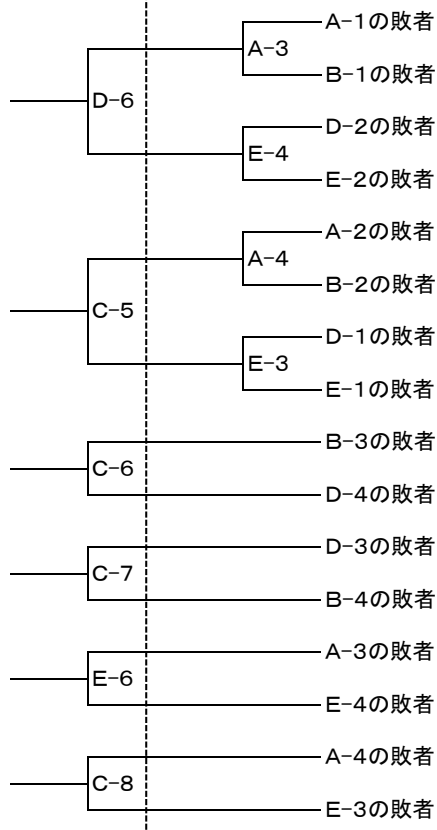 A-1の敗者
A-3
B-1の敗者
D-6
D-2の敗者
E-4
E-2の敗者
A-2の敗者
A-4
B-2の敗者
C-5
D-1の敗者
E-3
E-1の敗者
B-3の敗者
C-6
D-4の敗者
D-3の敗者
C-7
B-4の敗者
A-3の敗者
E-6
E-4の敗者
A-4の敗者
C-8
E-3の敗者